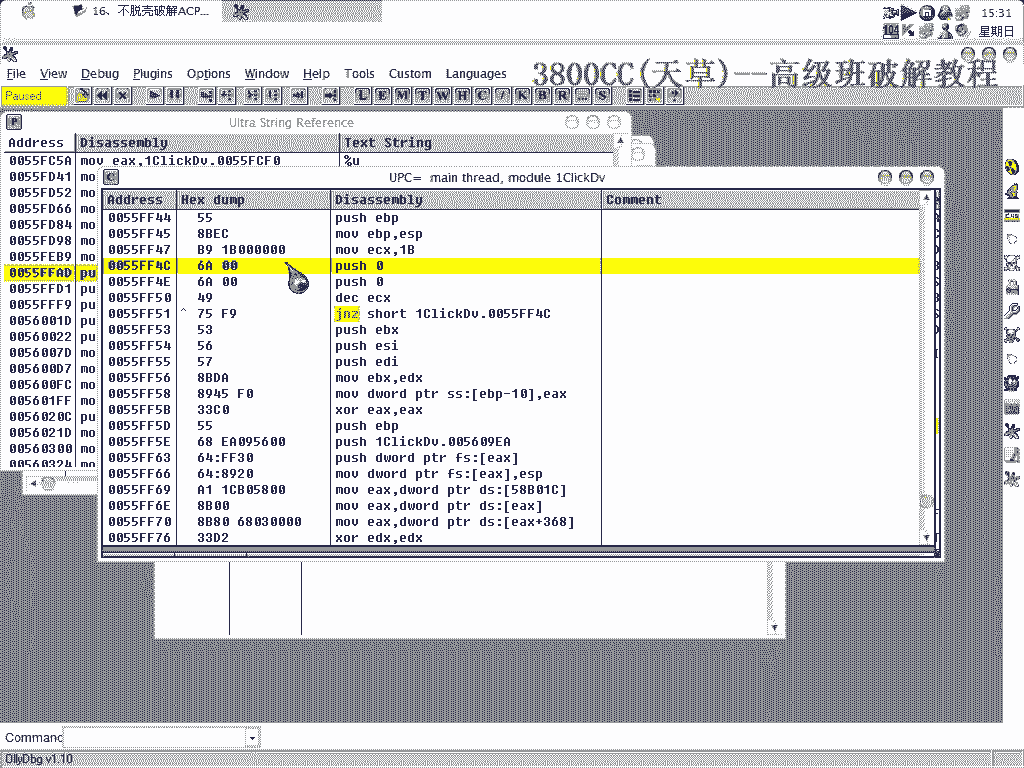 16、不脱壳破解ACP...
15:31
星期日
3800CC(天草)——高级班破解教程
File View Debug Plugins Options Window Help Tools Custom Languages
Paused
L E M T W H C / K B R ... S
Ultra String Reference
Address Disassembly Text String
0055FC5A mov eax,1ClickDv.0055FCF0 %u
0055FD41 mo
0055FD52 mo
0055FD66 mo
0055FD84 mo
0055FD98 mo
0055FEB9 mo
0055FFAD pu
0055FFD1 pu
0055FFF9 pu
0056001D mo
00560022 pu
0056007D mo
005600D7 mo
005600FC mo
005601FF mo
0056020C pu
0056021D mo
00560300 mo
00560324 mo
UPC= main thread, module 1ClickDv
Address Hex dump Disassembly Comment
0055FF44 55 push ebp
0055FF45 8BEC mov ebp,esp
0055FF47 B9 1B000000 mov ecx,1B
0055FF4C 6A 00 push 0
0055FF4E 6A 00 push 0
0055FF50 49 dec ecx
0055FF51 ^ 75 F9 jnz short 1ClickDv.0055FF4C
0055FF53 53 push ebx
0055FF54 56 push esi
0055FF55 57 push edi
0055FF56 8BDA mov ebx,edx
0055FF58 8945 F0 mov dword ptr ss:[ebp-10],eax
0055FF5B 33C0 xor eax,eax
0055FF5D 55 push ebp
0055FF5E 68 EA095600 push 1ClickDv.005609EA
0055FF63 64:FF30 push dword ptr fs:[eax]
0055FF66 64:8920 mov dword ptr fs:[eax],esp
0055FF69 A1 1CB05800 mov eax,dword ptr ds:[58B01C]
0055FF6E 8B00 mov eax,dword ptr ds:[eax]
0055FF70 8B80 68030000 mov eax,dword ptr ds:[eax+368]
0055FF76 33D2 xor edx,edx
Command
OllyDbg v1.10